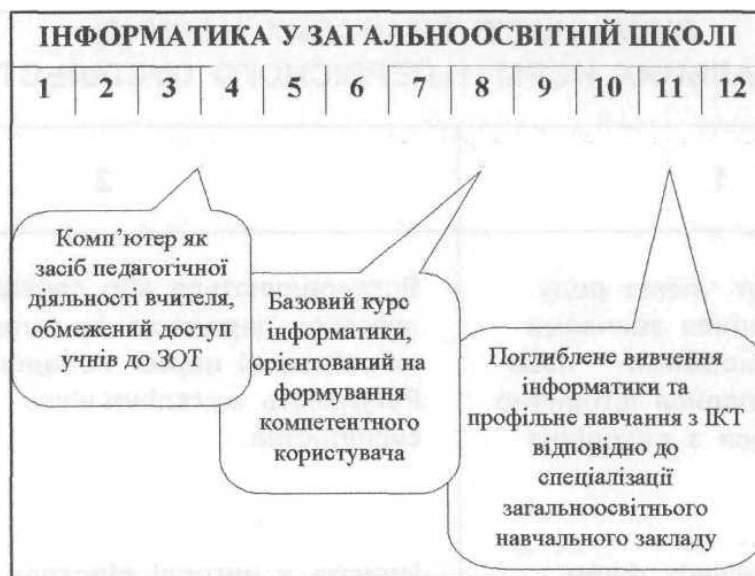 ІНФОРМАТИКА У ЗАГАЛЬНООСВІТНІЙ ШКОЛІ
1 2 3 4 5 6 7 8 9 10 11 12
Комп’ютер як
засіб педагогічної
діяльності вчителя,
обмежений доступ
учнів до ЗОТ
Базовий курс
інформатики,
орієнтований на
формування
компетентного
користувача
Поглиблене вивчення
інформатики та
профільне навчання з ІКТ
відповідно до
спеціалізації
загальноосвітнього
навчального закладу